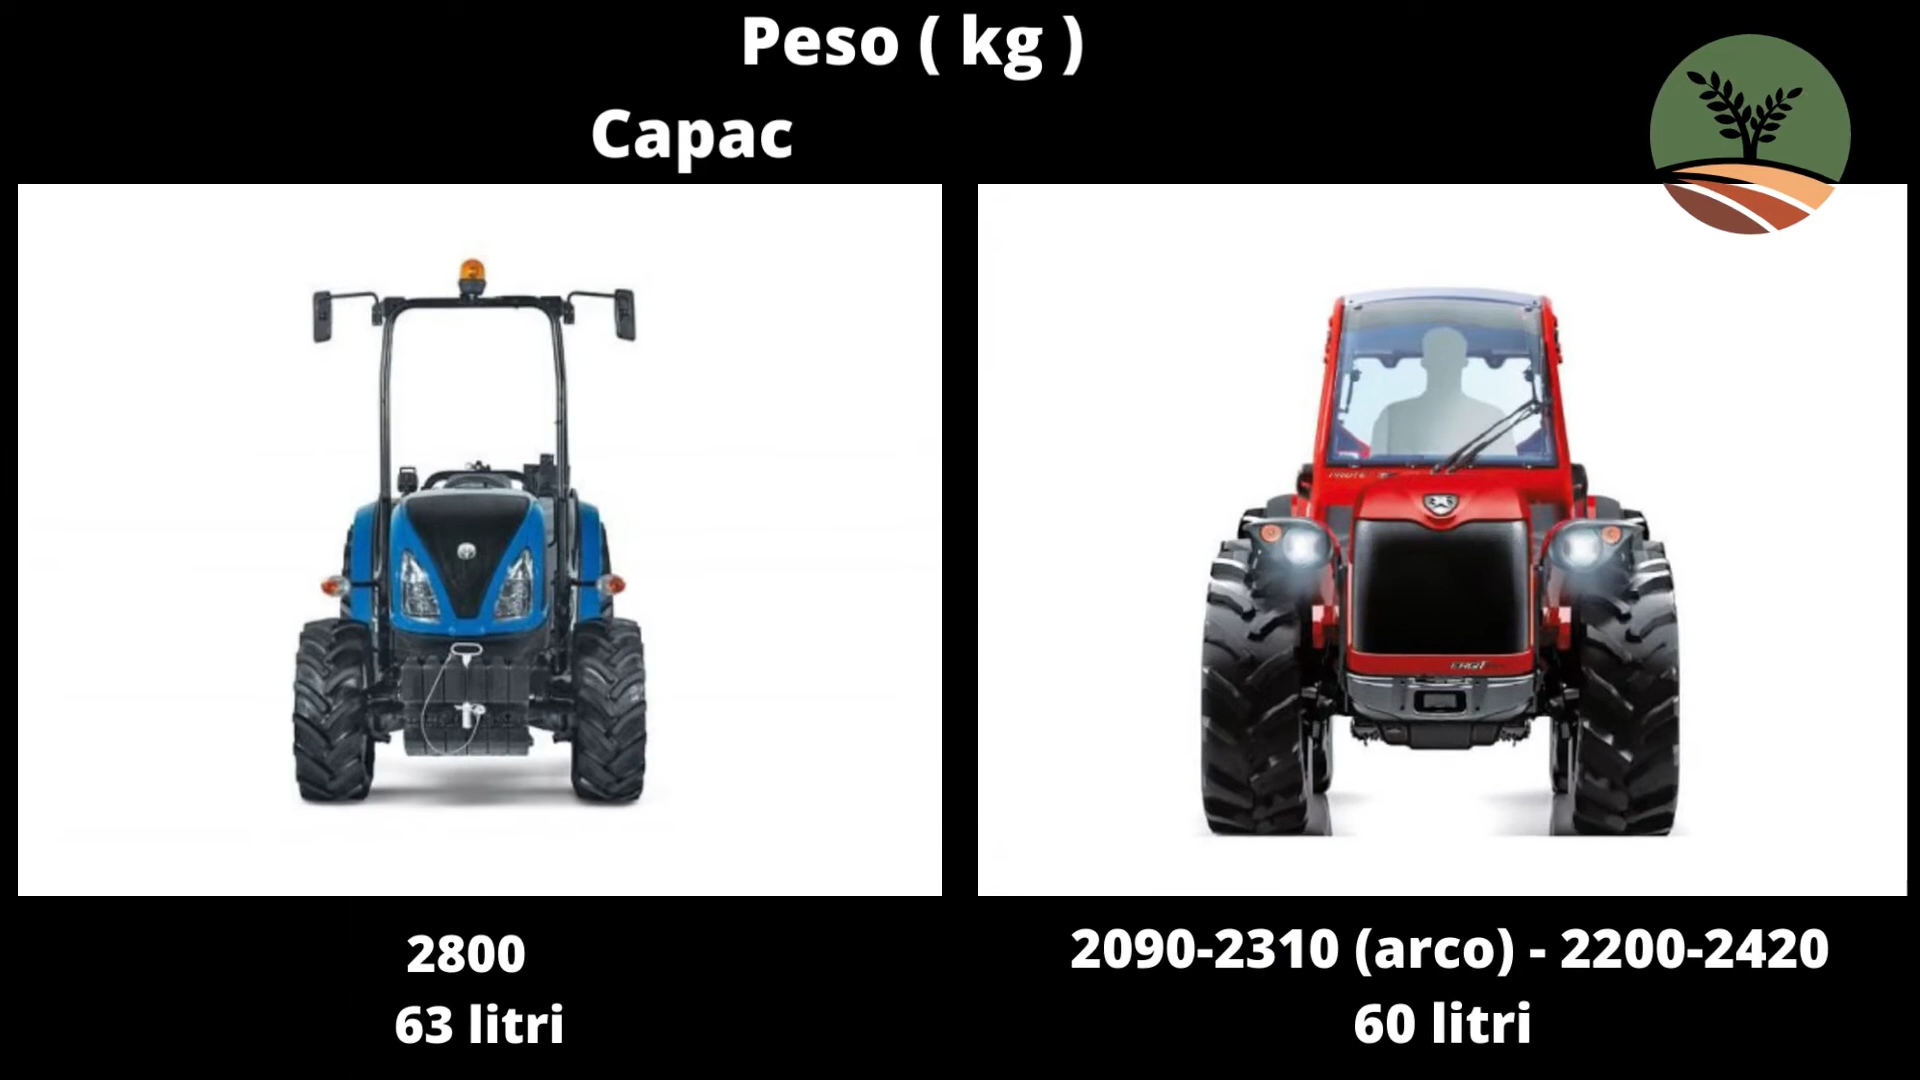 Peso ( kg )
Capac
2800
63 litri
2090-2310 (arco) - 2200-2420
60 litri